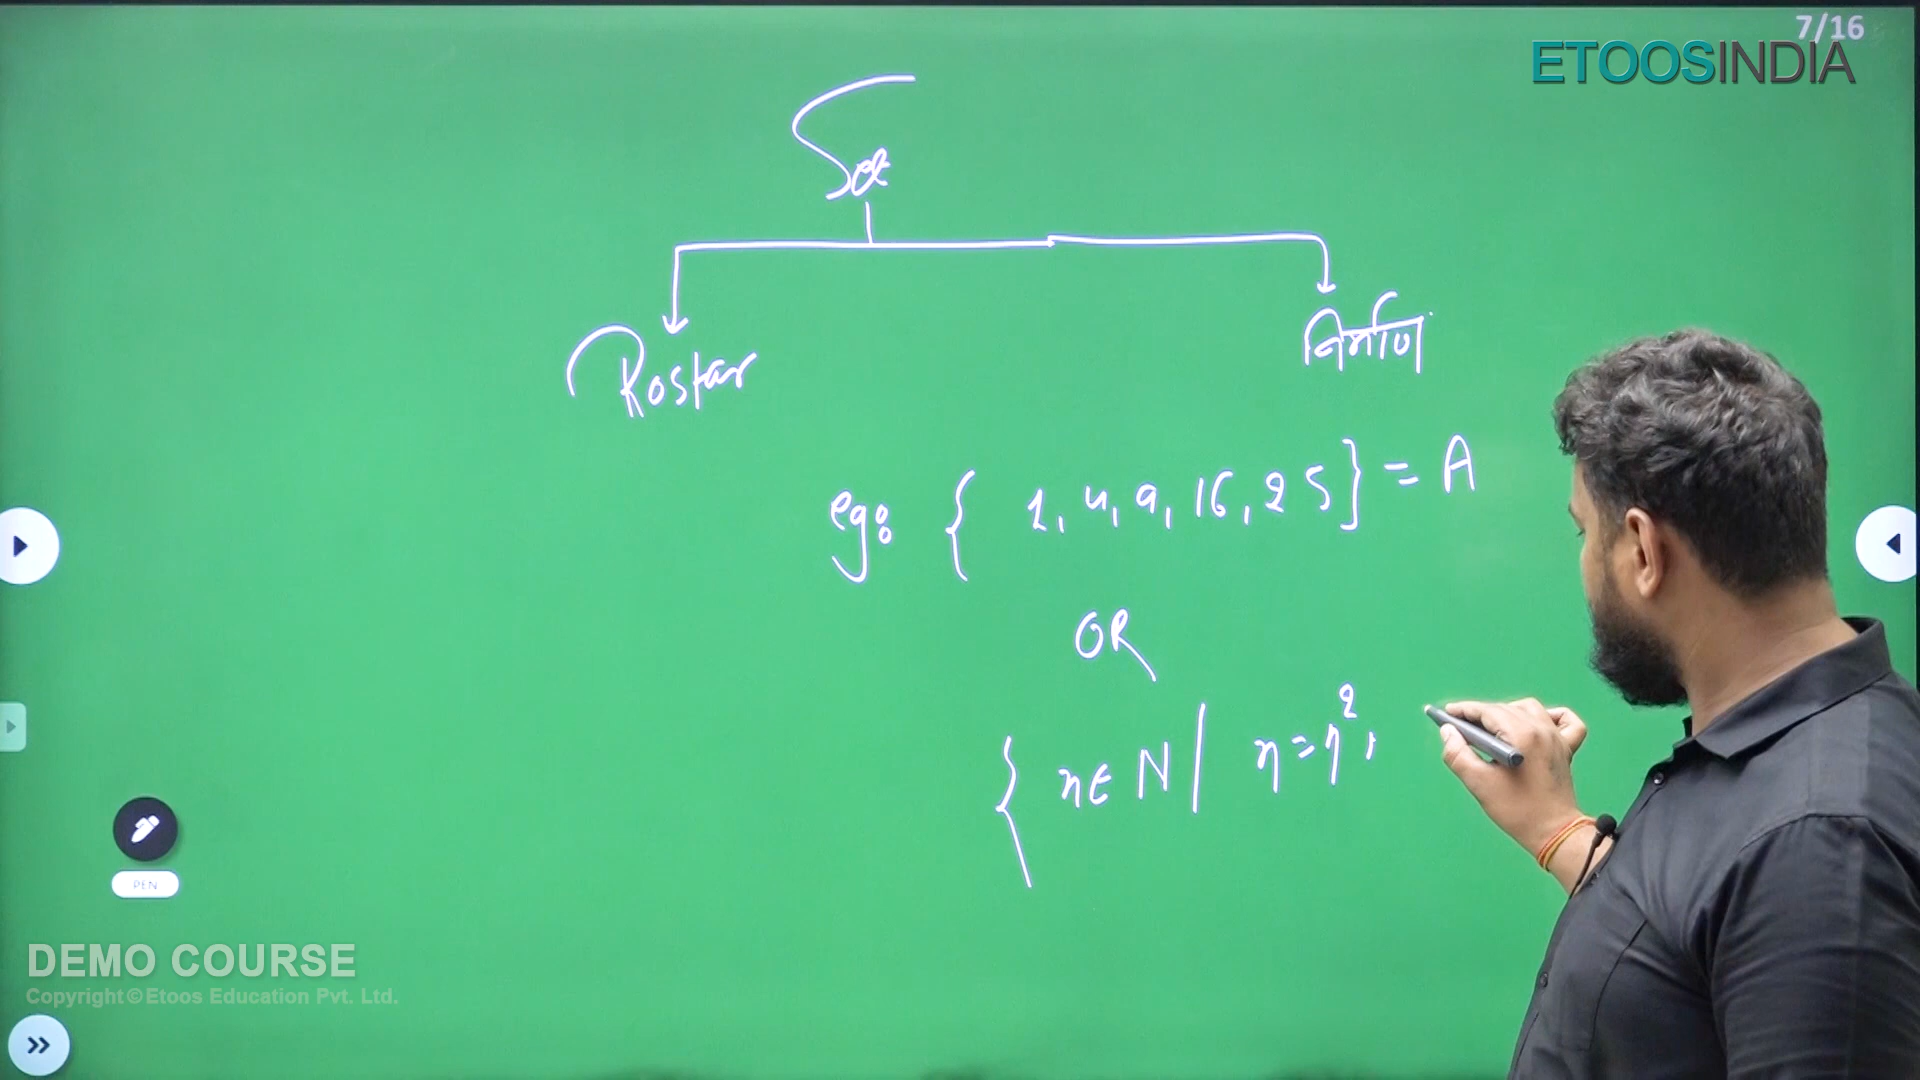 7/16
ETOOSINDIA
Set
Rostar
निर्माण
eg: { 1, 4, 9, 16, 25} = A
OR
{ n ∈ N | n = n²,
PEN
DEMO COURSE
Copyright © Etoos Education Pvt. Ltd.